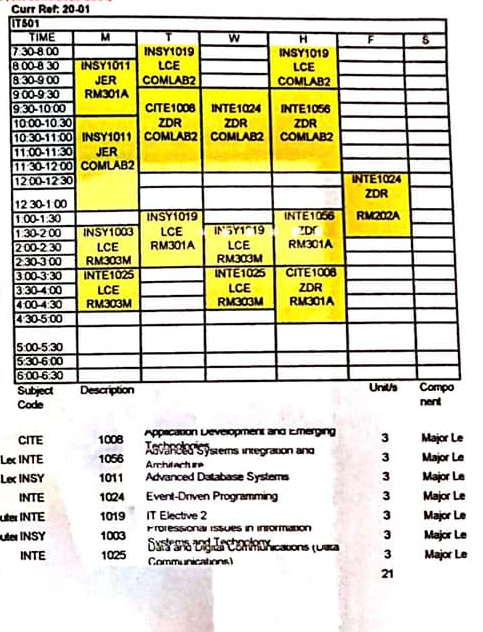 Curr Ref: 20-01
IT501
TIME M T W H F S
7:30-8:00 INSY1019 INSY1019
8:00-8:30 INSY1011 LCE LCE
8:30-9:00 JER COMLAB2 COMLAB2
9:00-9:30 RM301A
9:30-10:00 CITE1008 INTE1024 INTE1056
10:00-10:30 ZDR ZDR ZDR
10:30-11:00 INSY1011 COMLAB2 COMLAB2 COMLAB2
11:00-11:30 JER
11:30-12:00 COMLAB2
12:00-12:30 INTE1024
ZDR
12:30-1:00
1:00-1:30 INSY1019 INTE1056 RM202A
1:30-2:00 INSY1003 LCE INSY1019 ZDR
2:00-2:30 LCE RM301A LCE RM301A
2:30-3:00 RM303M RM303M
3:00-3:30 INTE1025 INTE1025 CITE1008
3:30-4:00 LCE LCE ZDR
4:00-4:30 RM303M RM303M RM301A
4:30-5:00
5:00-5:30
5:30-6:00
6:00-6:30
Subject Description Unit/s Compo
Code nent
CITE 1008 Application Development and Emerging 3 Major Le
Technologies
Lec INTE 1056 Advanced Systems Integration and 3 Major Le
Architecture
Lec INSY 1011 Advanced Database Systems 3 Major Le
INTE 1024 Event-Driven Programming 3 Major Le
uter INTE 1019 IT Elective 2 3 Major Le
uter INSY 1003 Professional Issues in Information 3 Major Le
Systems and Technology
INTE 1025 Data and Digital Communications (Data 3 Major Le
Communications)
21